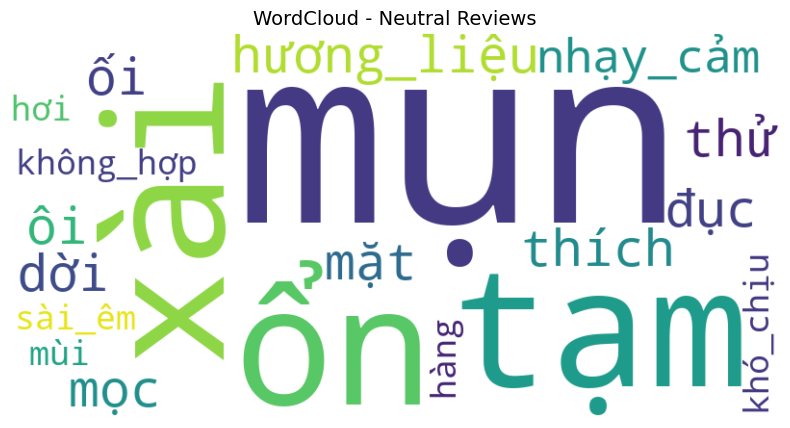 WordCloud - Neutral Reviews
hương_liệu
nhạy_cảm
ối
hơi
xài
mụn
thử
không_hợp
đục
ôi
thích
mặt
dời
ổn
tạm
khó_chịu
sài_êm
hàng
mùi
mọc